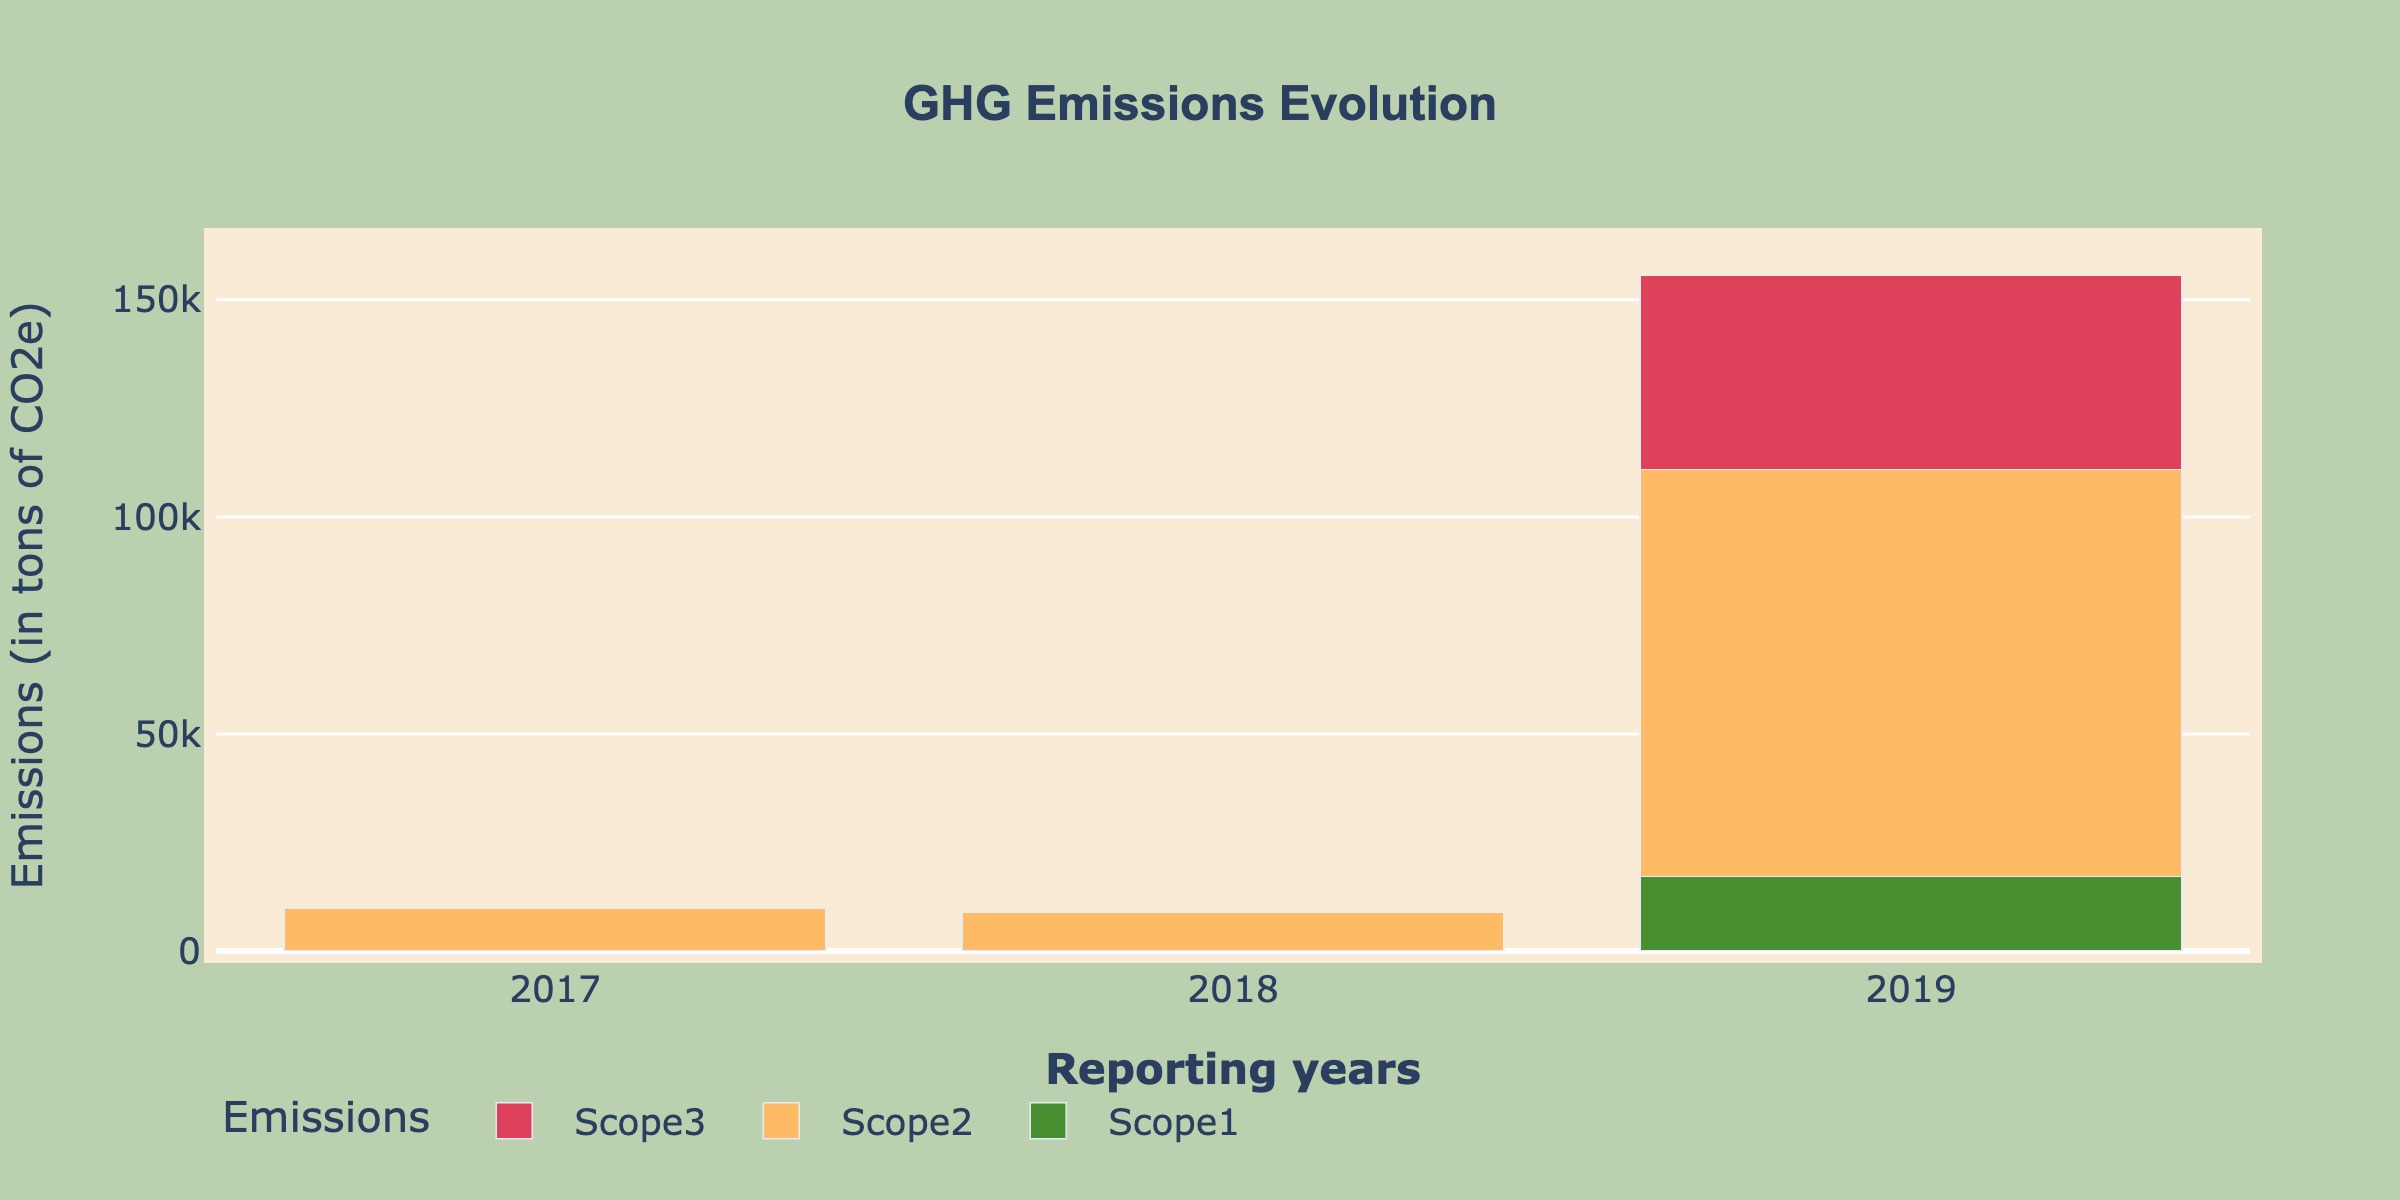 GHG Emissions Evolution
Emissions (in tons of CO2e)
150k
100k
50k
0
2017
2018
2019
Reporting years
Emissions
Scope3
Scope2
Scope1